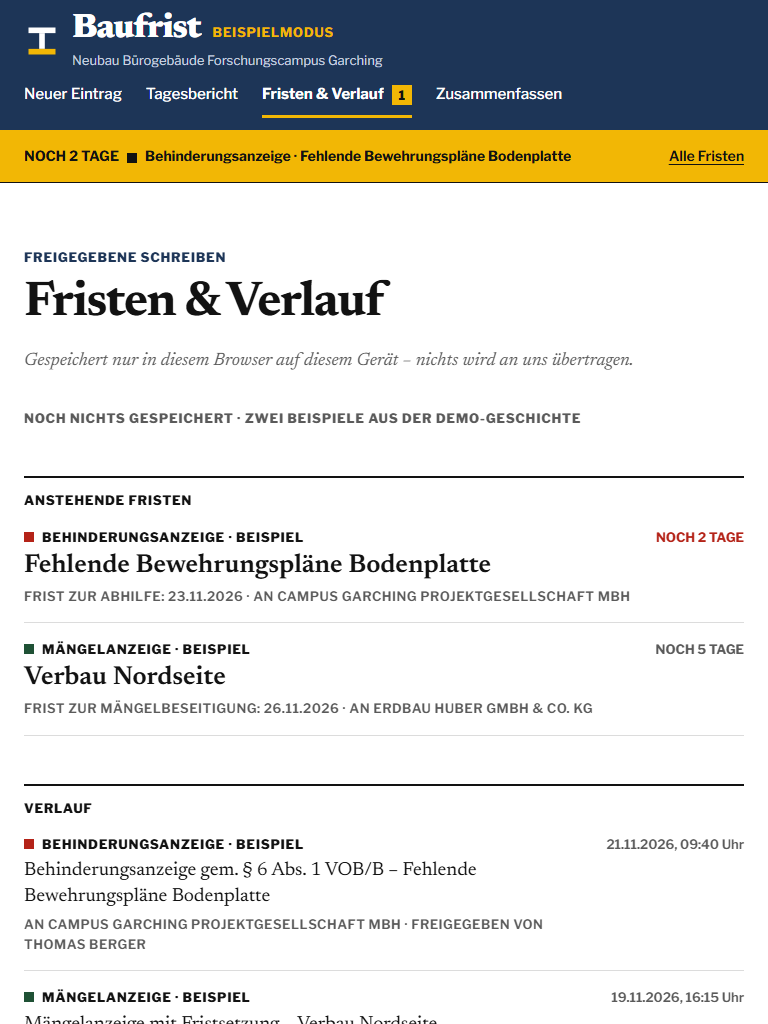 Baufrist BEISPIELMODUS
Neubau Bürogebäude Forschungscampus Garching
Neuer Eintrag Tagesbericht Fristen & Verlauf 1 Zusammenfassen
NOCH 2 TAGE ■ Behinderungsanzeige · Fehlende Bewehrungspläne Bodenplatte Alle Fristen
FREIGEGEBENE SCHREIBEN
Fristen & Verlauf
Gespeichert nur in diesem Browser auf diesem Gerät – nichts wird an uns übertragen.
NOCH NICHTS GESPEICHERT · ZWEI BEISPIELE AUS DER DEMO-GESCHICHTE
ANSTEHENDE FRISTEN
BEHINDERUNGSANZEIGE · BEISPIEL NOCH 2 TAGE
Fehlende Bewehrungspläne Bodenplatte
FRIST ZUR ABHILFE: 23.11.2026 · AN CAMPUS GARCHING PROJEKTGESELLSCHAFT MBH
MÄNGELANZEIGE · BEISPIEL NOCH 5 TAGE
Verbau Nordseite
FRIST ZUR MÄNGELBESEITIGUNG: 26.11.2026 · AN ERDBAU HUBER GMBH & CO. KG
VERLAUF
BEHINDERUNGSANZEIGE · BEISPIEL 21.11.2026, 09:40 Uhr
Behinderungsanzeige gem. § 6 Abs. 1 VOB/B – Fehlende
Bewehrungspläne Bodenplatte
AN CAMPUS GARCHING PROJEKTGESELLSCHAFT MBH · FREIGEGEBEN VON
THOMAS BERGER
MÄNGELANZEIGE · BEISPIEL 19.11.2026, 16:15 Uhr
Mängelanzeige mit Fristsetzung – Verbau Nordseite